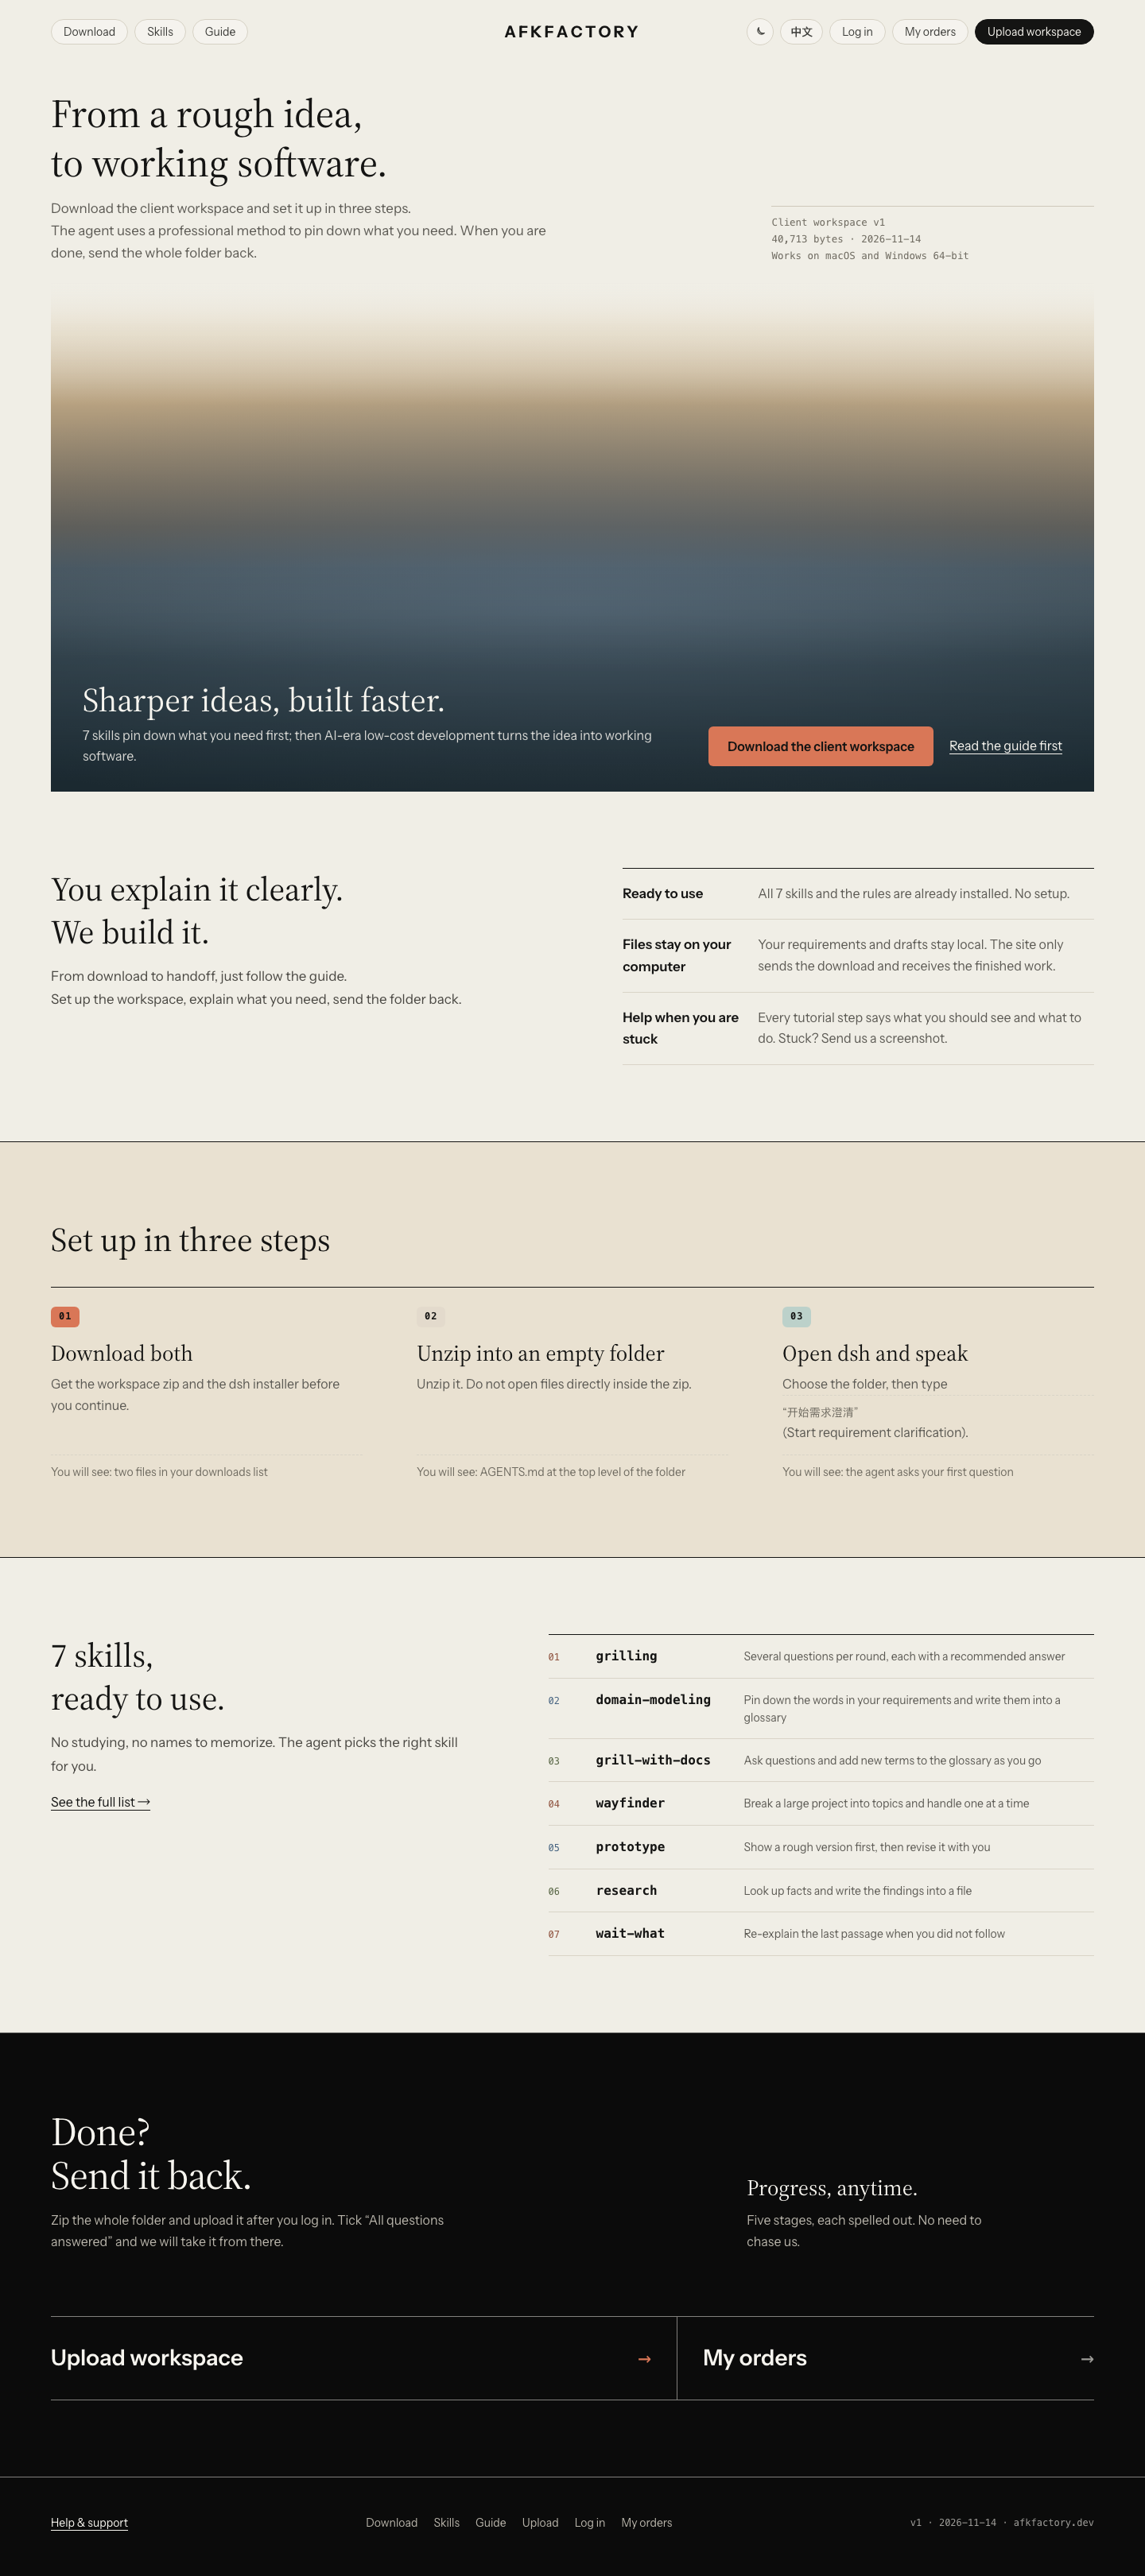 Download
Skills
Guide
AFKFACTORY
中文
Log in
My orders
Upload workspace
From a rough idea,
to working software.
Download the client workspace and set it up in three steps.
The agent uses a professional method to pin down what you need. When you are
done, send the whole folder back.
Client workspace v1
40,713 bytes · 2026-11-14
Works on macOS and Windows 64-bit
Sharper ideas, built faster.
7 skills pin down what you need first; then AI-era low-cost development turns the idea into working
software.
Download the client workspace
Read the guide first
You explain it clearly.
We build it.
From download to handoff, just follow the guide.
Set up the workspace, explain what you need, send the folder back.
Ready to use
All 7 skills and the rules are already installed. No setup.
Files stay on your
computer
Your requirements and drafts stay local. The site only
sends the download and receives the finished work.
Help when you are
stuck
Every tutorial step says what you should see and what to
do. Stuck? Send us a screenshot.
Set up in three steps
01
Download both
Get the workspace zip and the dsh installer before
you continue.
You will see: two files in your downloads list
02
Unzip into an empty folder
Unzip it. Do not open files directly inside the zip.
You will see: AGENTS.md at the top level of the folder
03
Open dsh and speak
Choose the folder, then type
“开始需求澄清”
(Start requirement clarification).
You will see: the agent asks your first question
7 skills,
ready to use.
No studying, no names to memorize. The agent picks the right skill
for you.
See the full list →
01 grilling Several questions per round, each with a recommended answer
02 domain-modeling Pin down the words in your requirements and write them into a
glossary
03 grill-with-docs Ask questions and add new terms to the glossary as you go
04 wayfinder Break a large project into topics and handle one at a time
05 prototype Show a rough version first, then revise it with you
06 research Look up facts and write the findings into a file
07 wait-what Re-explain the last passage when you did not follow
Done?
Send it back.
Zip the whole folder and upload it after you log in. Tick “All questions
answered” and we will take it from there.
Progress, anytime.
Five stages, each spelled out. No need to
chase us.
Upload workspace →
My orders →
Help & support
Download Skills Guide Upload Log in My orders
v1 · 2026-11-14 · afkfactory.dev